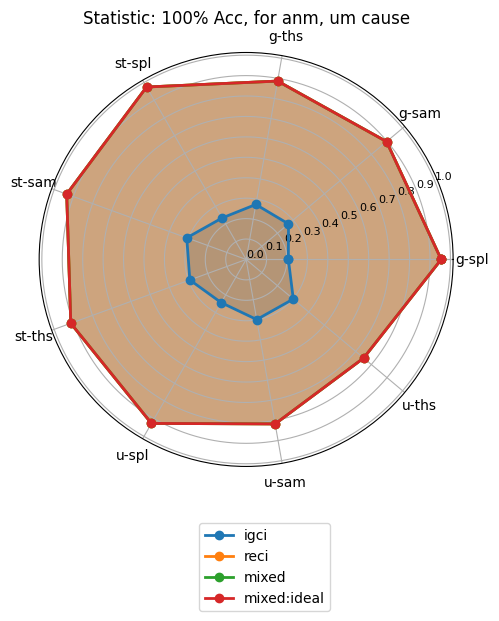 Statistic: 100% Acc, for anm, um cause
g-ths
st-spl
g-sam
st-sam
1.0
0.9
0.8
0.7
0.6
0.5
0.4
0.3
0.2
0.1
0.0
g-spl
st-ths
u-ths
u-spl
u-sam
igci
reci
mixed
mixed:ideal